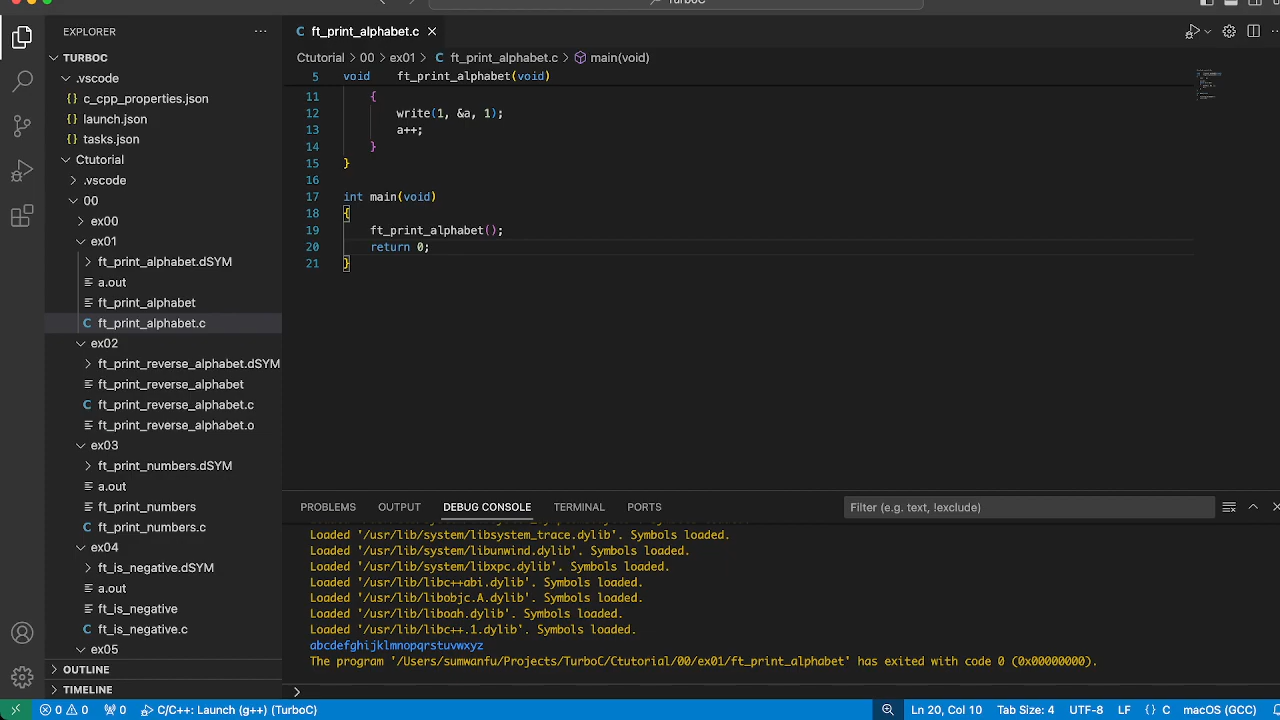 TurboC
EXPLORER
TURBOC
.vscode
c_cpp_properties.json
launch.json
tasks.json
Ctutorial
.vscode
00
ex00
ex01
ft_print_alphabet.dSYM
a.out
ft_print_alphabet
C ft_print_alphabet.c
ex02
ft_print_reverse_alphabet.dSYM
ft_print_reverse_alphabet
C ft_print_reverse_alphabet.c
ft_print_reverse_alphabet.o
ex03
ft_print_numbers.dSYM
a.out
ft_print_numbers
C ft_print_numbers.c
ex04
ft_is_negative.dSYM
a.out
ft_is_negative
C ft_is_negative.c
ex05
OUTLINE
TIMELINE
C ft_print_alphabet.c
Ctutorial > 00 > ex01 > C ft_print_alphabet.c > main(void)
5 void ft_print_alphabet(void)
11 {
12 write(1, &a, 1);
13 a++;
14 }
15 }
16
17 int main(void)
18 {
19 ft_print_alphabet();
20 return 0;
21 }
PROBLEMS OUTPUT DEBUG CONSOLE TERMINAL PORTS Filter (e.g. text, !exclude)
Loaded '/usr/lib/system/libsystem_trace.dylib'. Symbols loaded.
Loaded '/usr/lib/system/libunwind.dylib'. Symbols loaded.
Loaded '/usr/lib/system/libxpc.dylib'. Symbols loaded.
Loaded '/usr/lib/libc++abi.dylib'. Symbols loaded.
Loaded '/usr/lib/libobjc.A.dylib'. Symbols loaded.
Loaded '/usr/lib/liboah.dylib'. Symbols loaded.
Loaded '/usr/lib/libc++.1.dylib'. Symbols loaded.
abcdefghijklmnopqrstuvwxyz
The program '/Users/sumwanfu/Projects/TurboC/Ctutorial/00/ex01/ft_print_alphabet' has exited with code 0 (0x00000000).
0 0 0 C/C++: Launch (g++) (TurboC) Ln 20, Col 10 Tab Size: 4 UTF-8 LF {} C macOS (GCC)